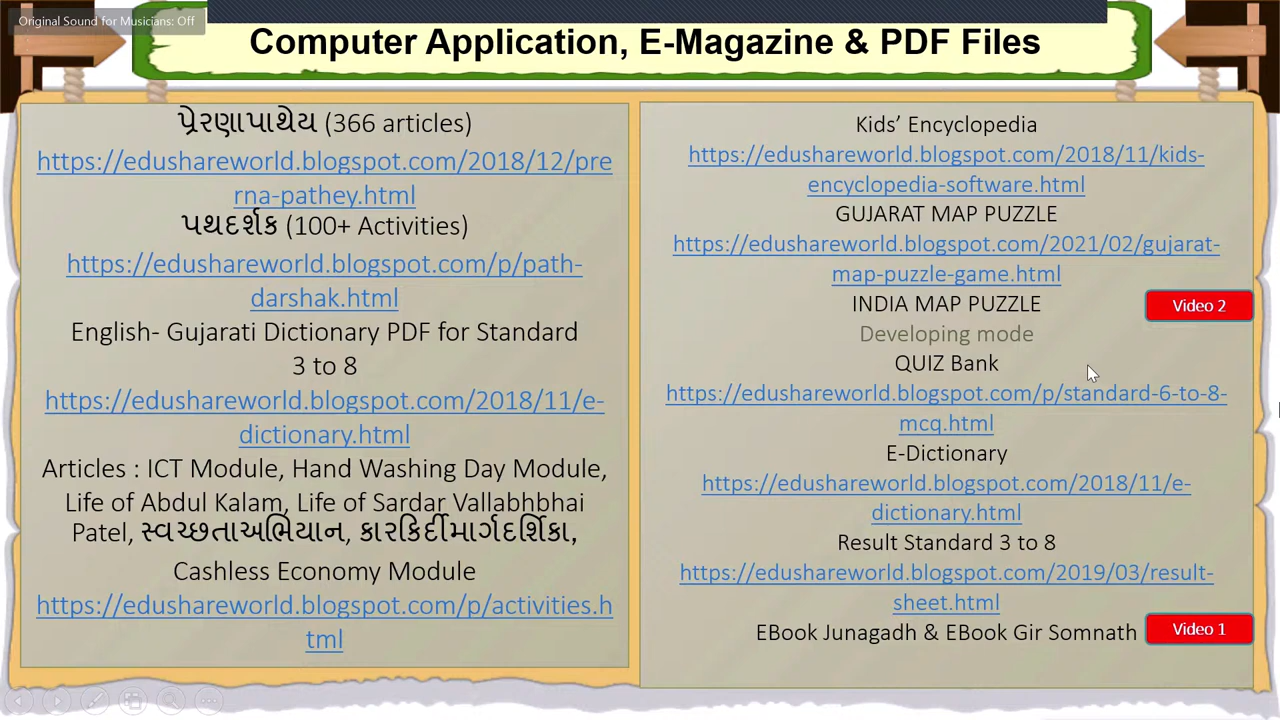 Original Sound for Musicians: Off
Computer Application, E-Magazine & PDF Files
પ્રેરણાપાથેય (366 articles)
https://edushareworld.blogspot.com/2018/12/pre
rna-pathey.html
પથદર્શક (100+ Activities)
https://edushareworld.blogspot.com/p/path-
darshak.html
English- Gujarati Dictionary PDF for Standard
3 to 8
https://edushareworld.blogspot.com/2018/11/e-
dictionary.html
Articles : ICT Module, Hand Washing Day Module,
Life of Abdul Kalam, Life of Sardar Vallabhbhai
Patel, સ્વચ્છતાઅભિયાન, કારકિર્દીમાર્ગદર્શિકા,
Cashless Economy Module
https://edushareworld.blogspot.com/p/activities.h
tml
Kids’ Encyclopedia
https://edushareworld.blogspot.com/2018/11/kids-
encyclopedia-software.html
GUJARAT MAP PUZZLE
https://edushareworld.blogspot.com/2021/02/gujarat-
map-puzzle-game.html
INDIA MAP PUZZLE
Video 2
Developing mode
QUIZ Bank
https://edushareworld.blogspot.com/p/standard-6-to-8-
mcq.html
E-Dictionary
https://edushareworld.blogspot.com/2018/11/e-
dictionary.html
Result Standard 3 to 8
https://edushareworld.blogspot.com/2019/03/result-
sheet.html
EBook Junagadh & EBook Gir Somnath
Video 1